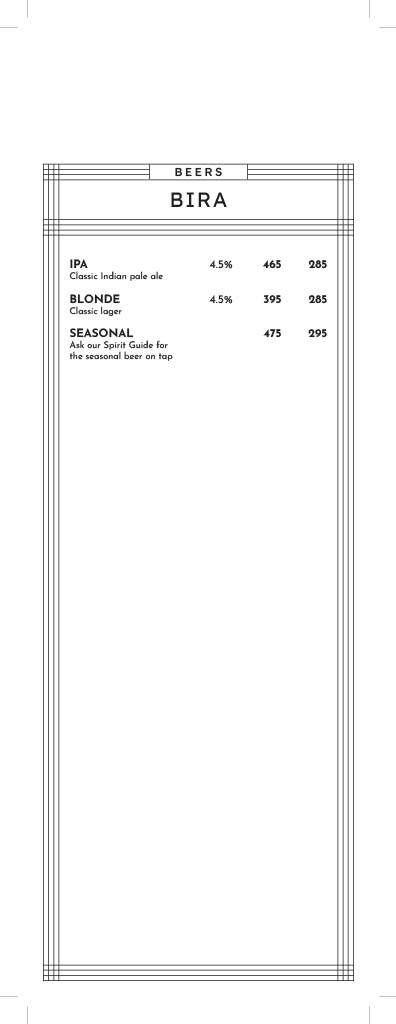 BEERS
BIRA
IPA 4.5% 465 285
Classic Indian pale ale
BLONDE 4.5% 395 285
Classic lager
SEASONAL 475 295
Ask our Spirit Guide for
the seasonal beer on tap